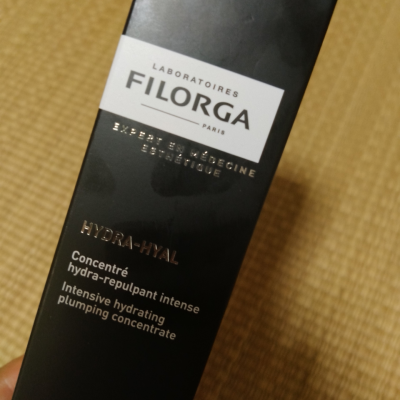 LABORATOIRES
FILORGA
PARIS
EXPERT EN MÉDECINE
ESTHÉTIQUE
HYDRA-HYAL
Concentré
hydra-repulpant intense
Intensive hydrating
plumping concentrate